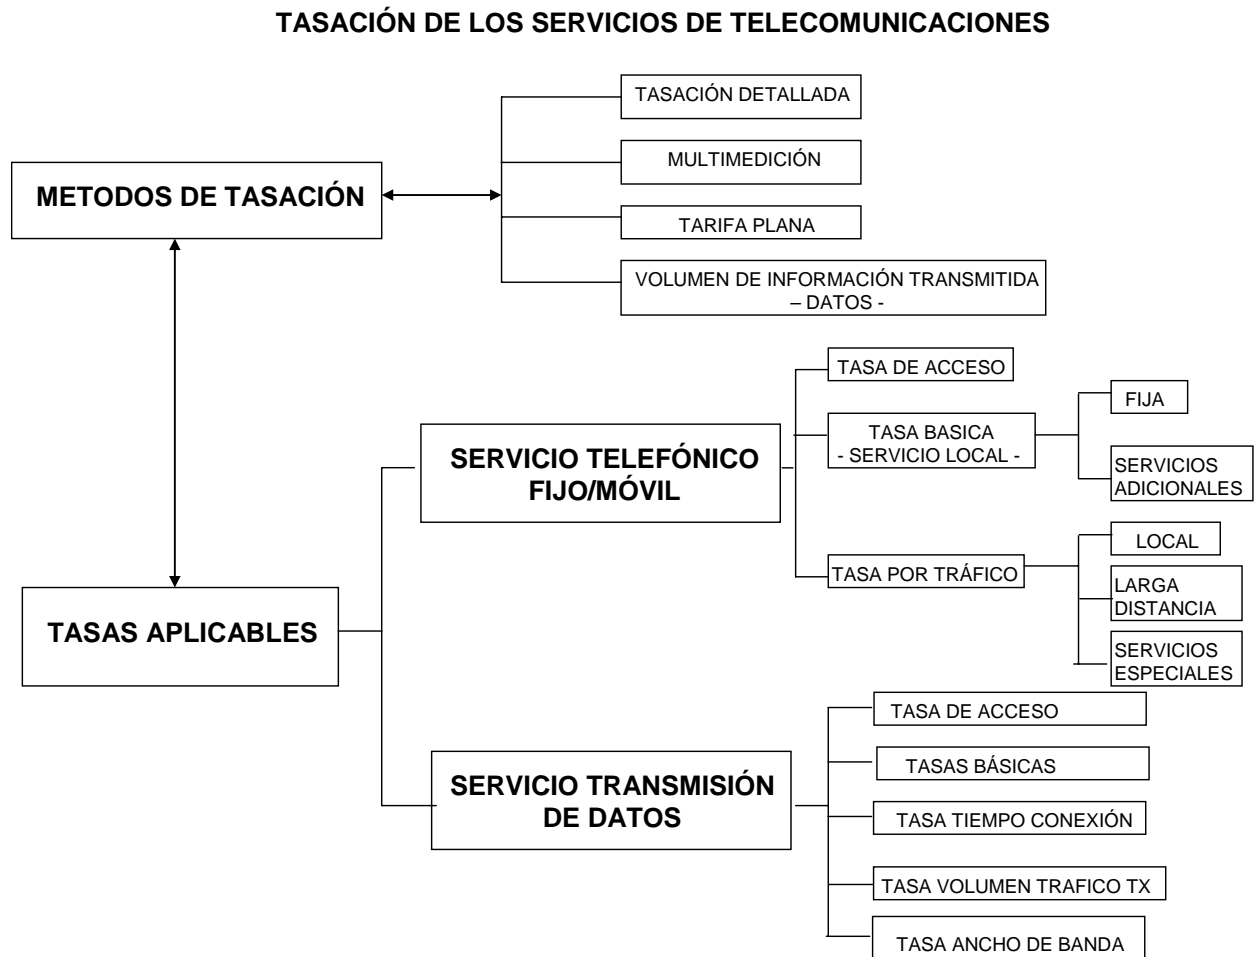 TASACIÓN DE LOS SERVICIOS DE TELECOMUNICACIONES
TASACIÓN DETALLADA
MULTIMEDICIÓN
METODOS DE TASACIÓN
TARIFA PLANA
VOLUMEN DE INFORMACIÓN TRANSMITIDA
– DATOS -
TASA DE ACCESO
FIJA
TASA BASICA
- SERVICIO LOCAL -
SERVICIO TELEFÓNICO
FIJO/MÓVIL
SERVICIOS
ADICIONALES
LOCAL
TASA POR TRÁFICO
LARGA
DISTANCIA
TASAS APLICABLES
SERVICIOS
ESPECIALES
TASA DE ACCESO
TASAS BÁSICAS
SERVICIO TRANSMISIÓN
DE DATOS
TASA TIEMPO CONEXIÓN
TASA VOLUMEN TRAFICO TX
TASA ANCHO DE BANDA